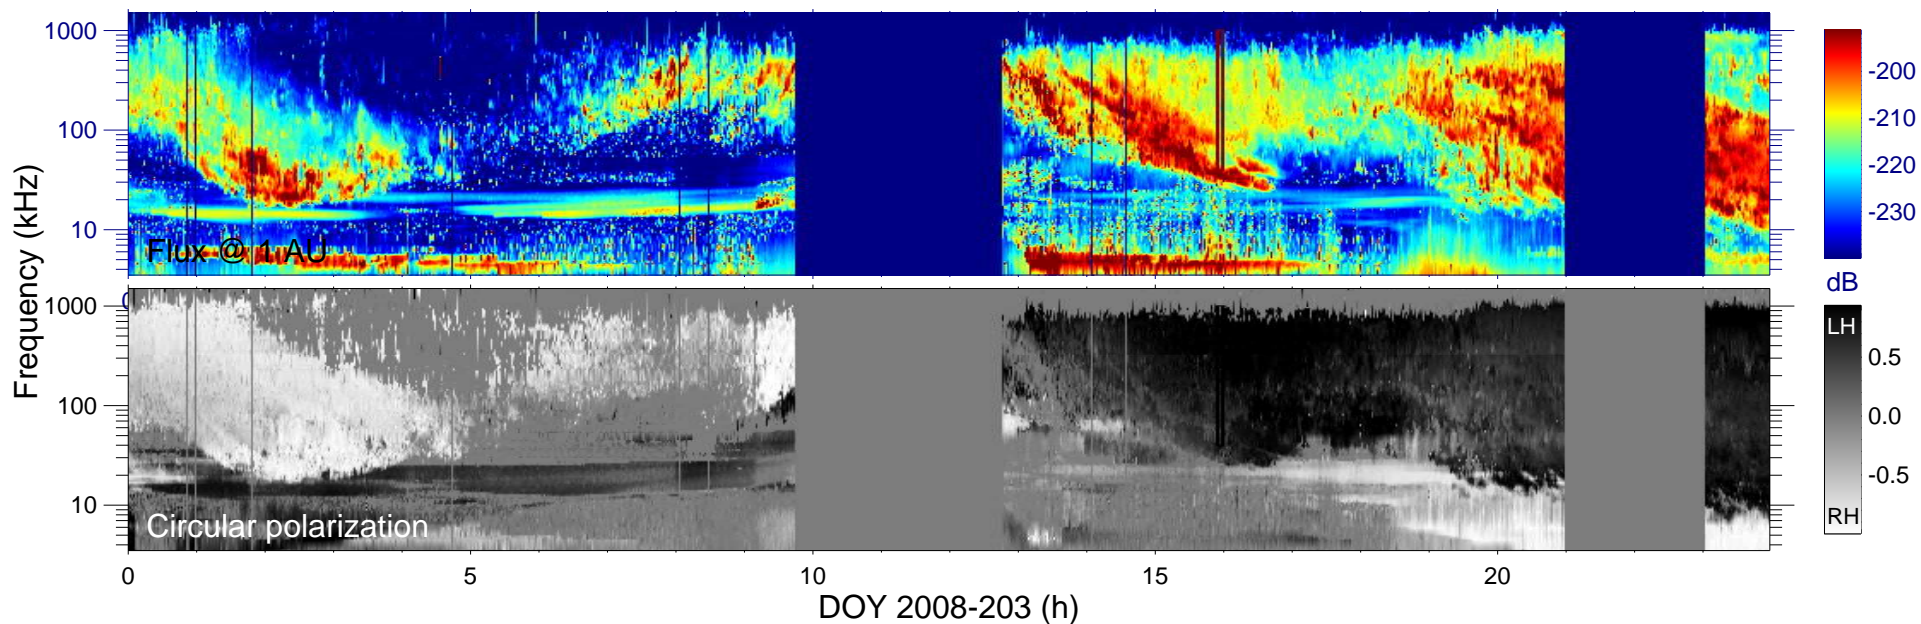 Frequency (kHz)
1000
100
10
Flux @ 1 AU
0
-200
-210
-220
-230
dB
1000
100
10
Circular polarization
LH
0.5
0.0
-0.5
RH
0
5
10
15
20
DOY 2008-203 (h)